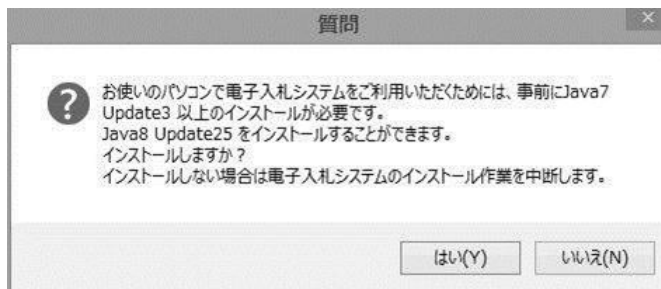 質問
お使いのパソコンで電子入札システムをご利用いただくためには、事前にJava7
Update3 以上のインストールが必要です。
Java8 Update25 をインストールすることができます。
インストールしますか？
インストールしない場合は電子入札システムのインストール作業を中断します。
はい(Y)
いいえ(N)